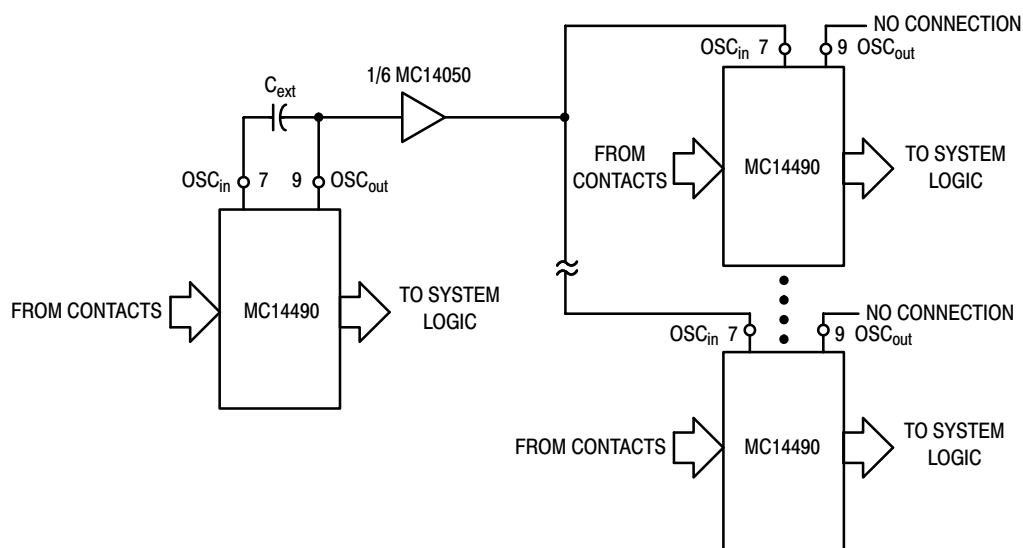 NO CONNECTION
OSCin 7
9 OSCout
1/6 MC14050
Cext
FROM
CONTACTS
MC14490
TO SYSTEM
LOGIC
OSCin 7
9 OSCout
FROM CONTACTS
MC14490
TO SYSTEM
LOGIC
NO CONNECTION
OSCin 7
9 OSCout
FROM CONTACTS
MC14490
TO SYSTEM
LOGIC